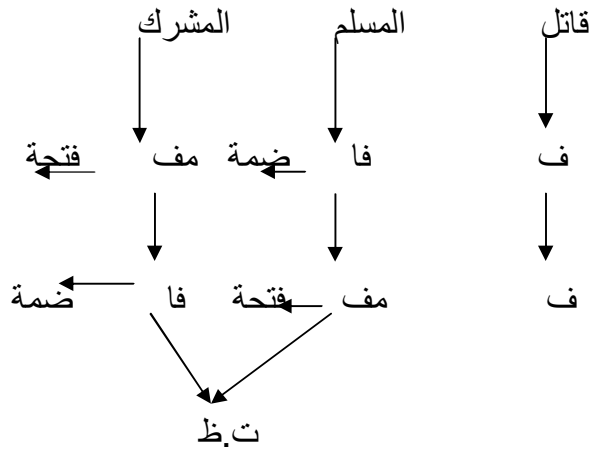 قاتل المسلم المشرك
ف فا ضمة مف فتحة
ف مف فتحة فا ضمة
ت.ظ